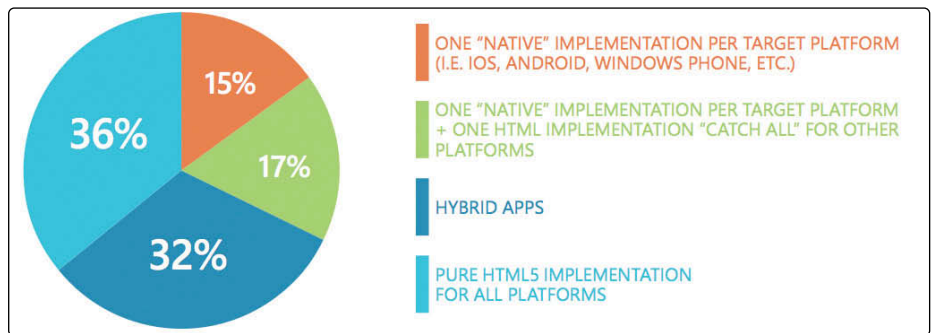 15%
17%
32%
36%
ONE “NATIVE” IMPLEMENTATION PER TARGET PLATFORM
(I.E. IOS, ANDROID, WINDOWS PHONE, ETC.)
ONE “NATIVE” IMPLEMENTATION PER TARGET PLATFORM
+ ONE HTML IMPLEMENTATION “CATCH ALL” FOR OTHER
PLATFORMS
HYBRID APPS
PURE HTML5 IMPLEMENTATION
FOR ALL PLATFORMS